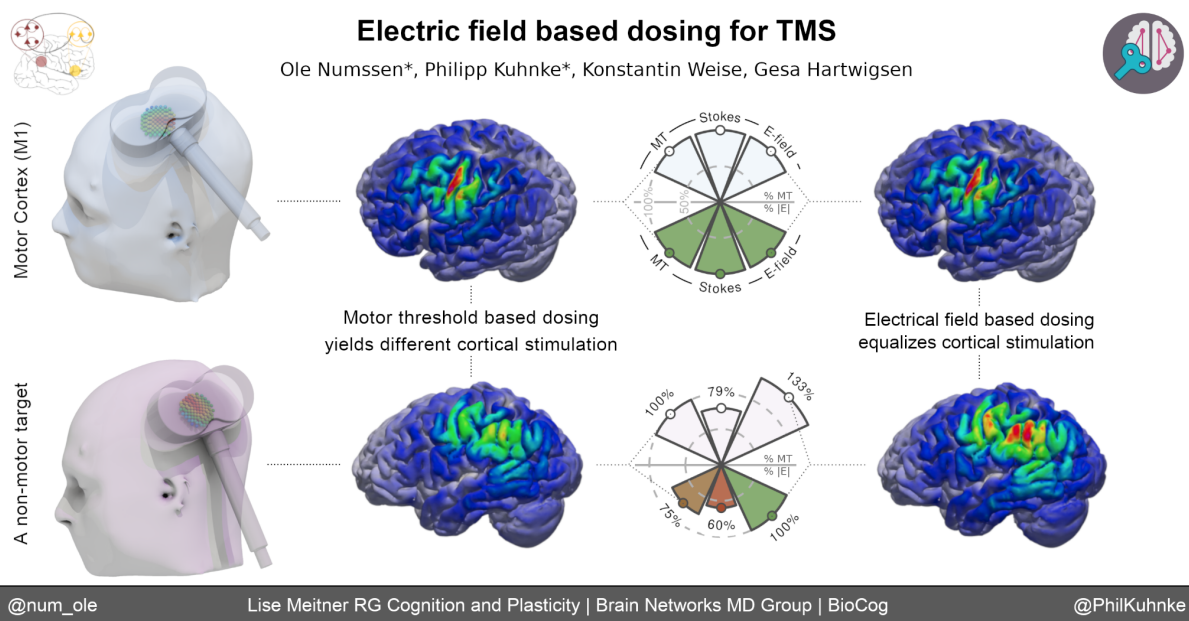 Electric field based dosing for TMS
Ole Numssen*, Philipp Kuhnke*, Konstantin Weise, Gesa Hartwigsen
Motor Cortex (M1)
MT
Stokes
E-field
100%
50%
% MT
% |E|
MT
Stokes
E-field
Motor threshold based dosing
yields different cortical stimulation
Electrical field based dosing
equalizes cortical stimulation
A non-motor target
100%
79%
133%
% MT
% |E|
75%
60%
100%
@num_ole
Lise Meitner RG Cognition and Plasticity | Brain Networks MD Group | BioCog
@PhilKuhnke